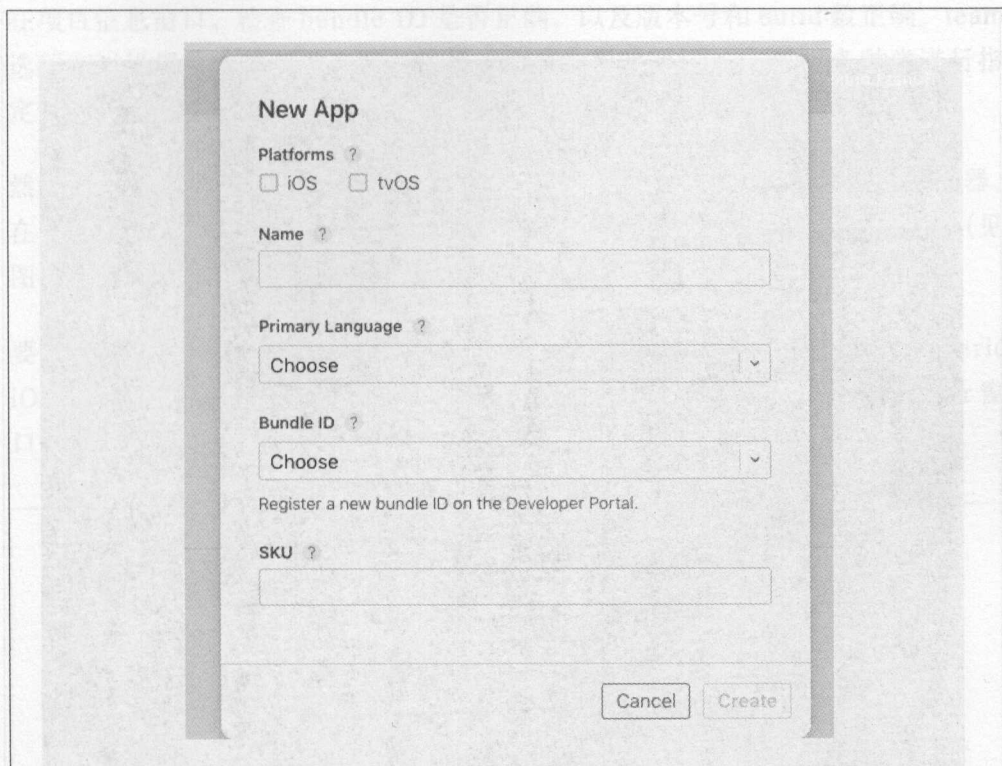 New App
Platforms ?
iOS tvOS
Name ?
Primary Language ?
Choose
Bundle ID ?
Choose
Register a new bundle ID on the Developer Portal.
SKU ?
Cancel Create